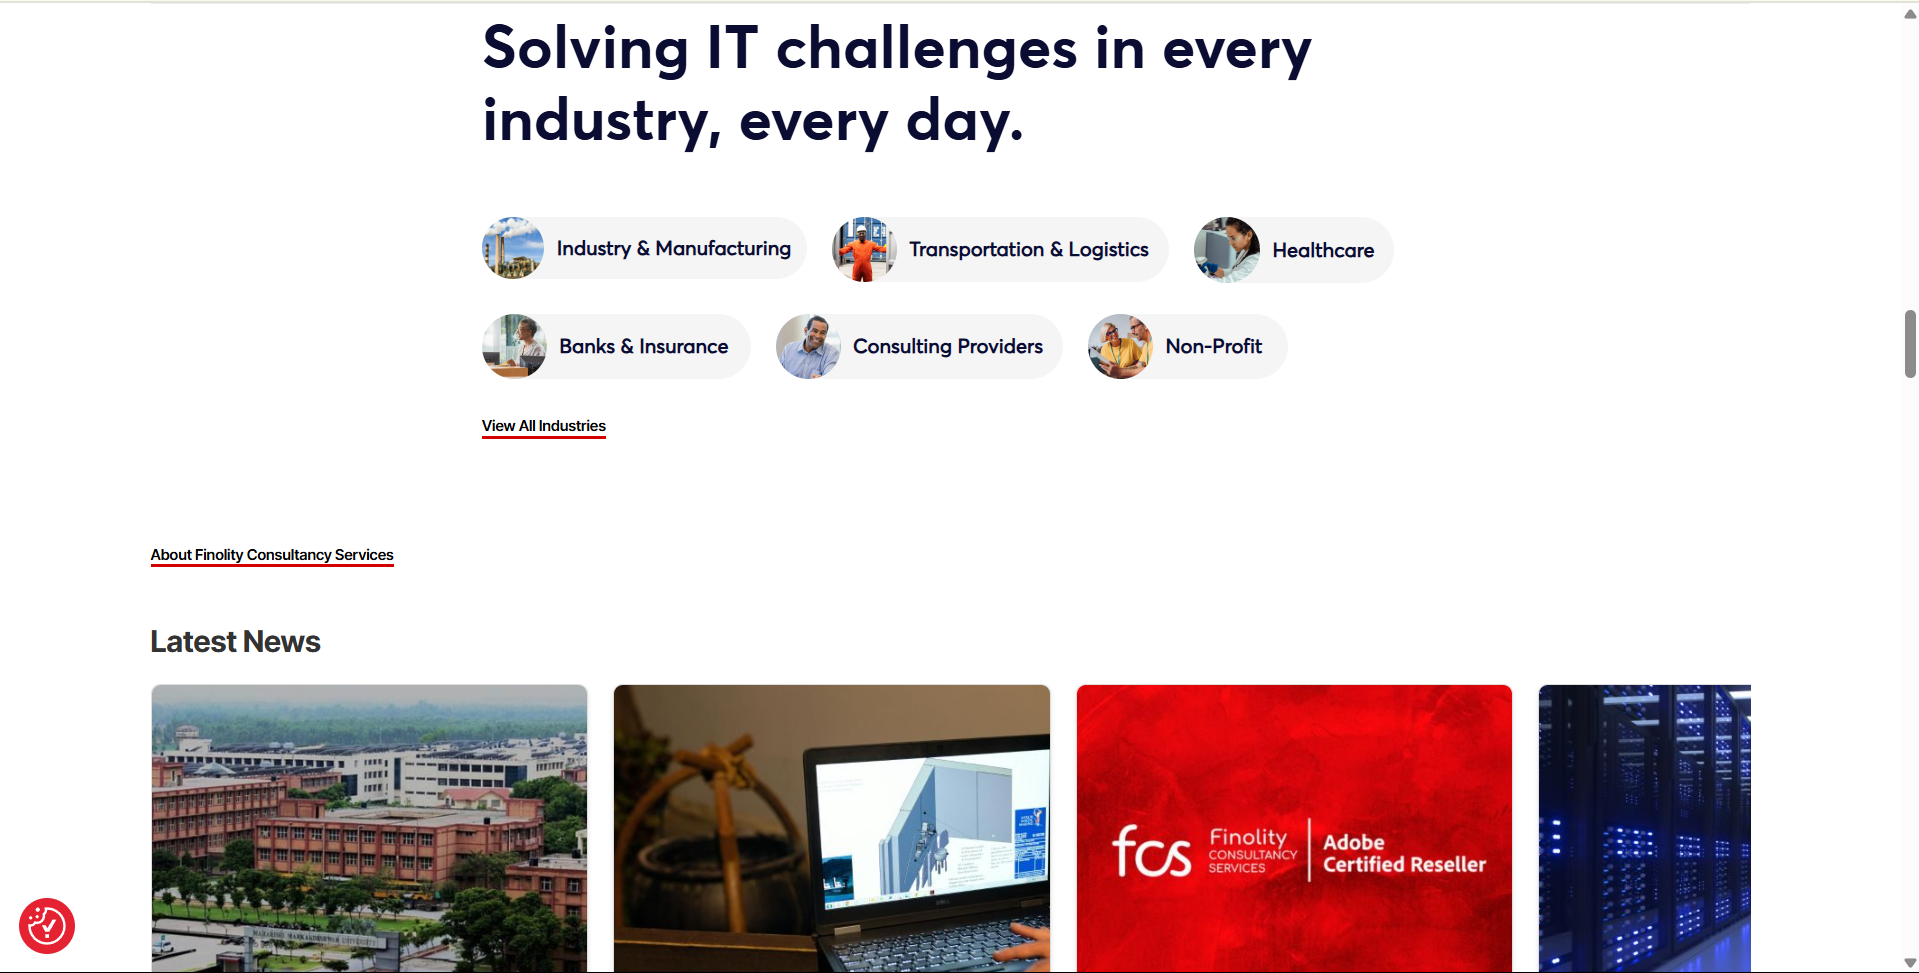 Solving IT challenges in every
industry, every day.
Industry & Manufacturing
Transportation & Logistics
Healthcare
Banks & Insurance
Consulting Providers
Non-Profit
View All Industries
About Finolity Consultancy Services
Latest News
fcs
Finolity
CONSULTANCY
SERVICES
Adobe
Certified Reseller